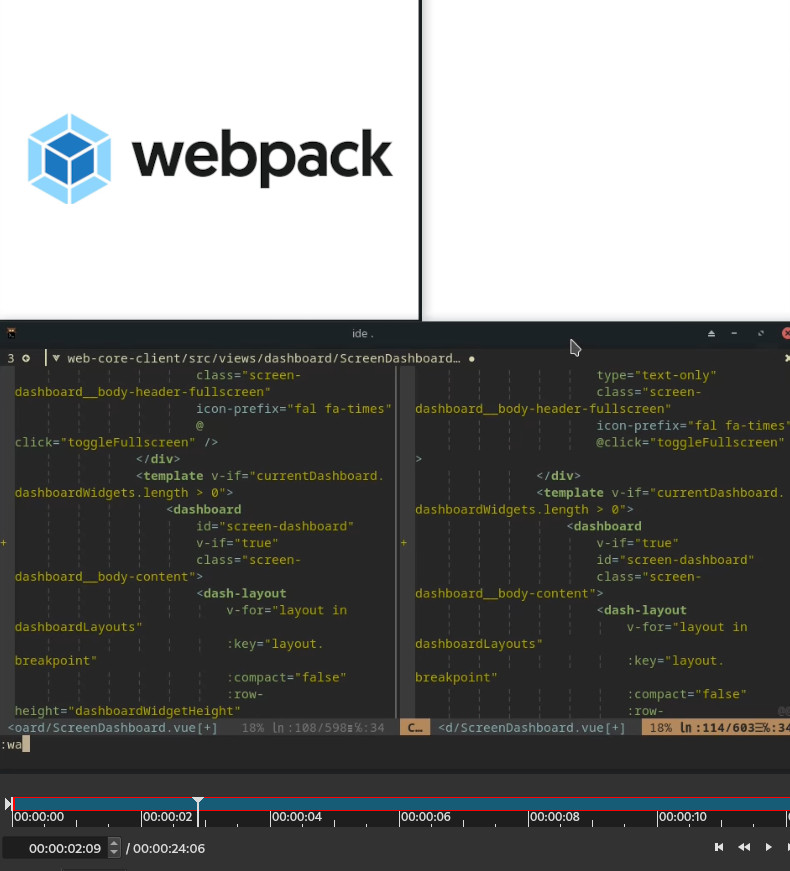 webpack
ide .
3
web-core-client/src/views/dashboard/ScreenDashboard… ●
class="screen-
dashboard__body-header-fullscreen"
icon-prefix="fal fa-times"
@
click="toggleFullscreen" />
</div>
<template v-if="currentDashboard.
dashboardWidgets.length > 0">
<dashboard
id="screen-dashboard"
+ v-if="true"
class="screen-
dashboard__body-content">
<dash-layout
v-for="layout in
dashboardLayouts"
:key="layout.
breakpoint"
:compact="false"
:row-
height="dashboardWidgetHeight"
<oard/ScreenDashboard.vue[+] 18% ln:108/598≡℅:34
type="text-only"
class="screen-
dashboard__body-header-fullscreen"
icon-prefix="fal fa-times"
@click="toggleFullscreen"
>
</div>
<template v-if="currentDashboard.
dashboardWidgets.length > 0">
<dashboard
+ v-if="true"
id="screen-dashboard"
class="screen-
dashboard__body-content">
<dash-layout
v-for="layout in
dashboardLayouts"
:key="layout.
breakpoint"
:compact="false"
:row-
C… <d/ScreenDashboard.vue[+] 18% ln:114/603☰℅:34
:wa
00:00:00 00:00:02 00:00:04 00:00:06 00:00:08 00:00:10
00:00:02:09 / 00:00:24:06